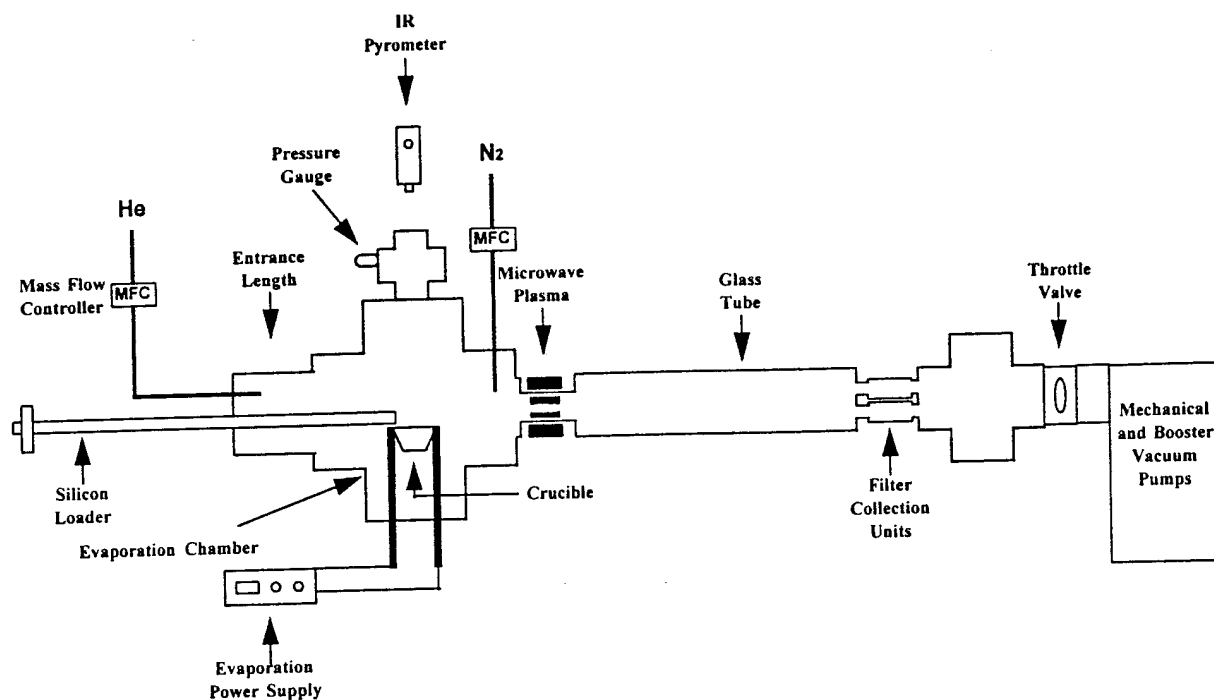 IR
Pyrometer
Pressure
Gauge
N2
He
MFC
Entrance
Length
Microwave
Plasma
Glass
Tube
Throttle
Valve
Mass Flow
Controller
MFC
Mechanical
and Booster
Vacuum
Pumps
Silicon
Loader
Crucible
Filter
Collection
Units
Evaporation Chamber
Evaporation
Power Supply